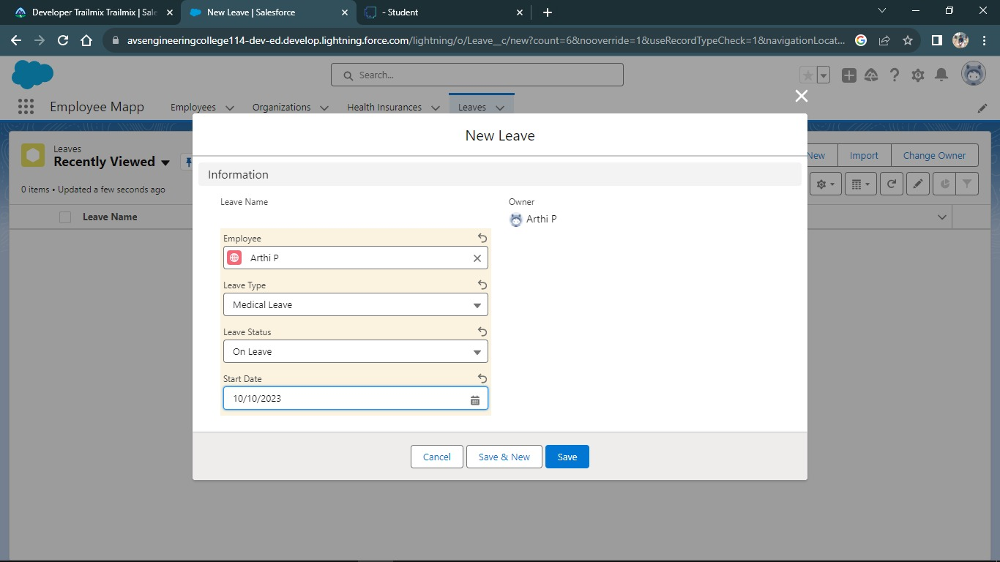 Developer Trailmix Trailmix | Sale
New Leave | Salesforce
- Student
avsengineeringcollege114-dev-ed.develop.lightning.force.com/lightning/o/Leave__c/new?count=6&nooverride=1&useRecordTypeCheck=1&navigationLocat...
Search...
Employee Mapp
Employees
Organizations
Health Insurances
Leaves
New Leave
Leaves
Recently Viewed
New
Import
Change Owner
0 items • Updated a few seconds ago
Leave Name
Information
Leave Name
Owner
Arthi P
Employee
Arthi P
Leave Type
Medical Leave
Leave Status
On Leave
Start Date
10/10/2023
Cancel
Save & New
Save